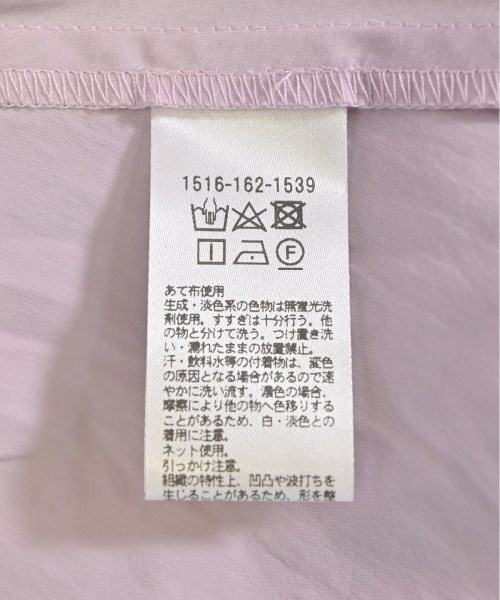 1516-162-1539
F
あて布使用
生成・淡色系の色物は無蛍光洗
剤使用。すすぎは十分行う。他
の物と分けて洗う。つけ置き洗
い・濡れたままの放置禁止。
汗・飲料水等の付着物は、変色
の原因となる場合があるので速
やかに洗い流す。濃色の場合、
摩擦により他の物へ色移りする
ことがあるため、白・淡色との
着用に注意。
ネット使用。
引っかけ注意。
組織の特性上、凹凸や波打ちを
生じることがあるため、形を整